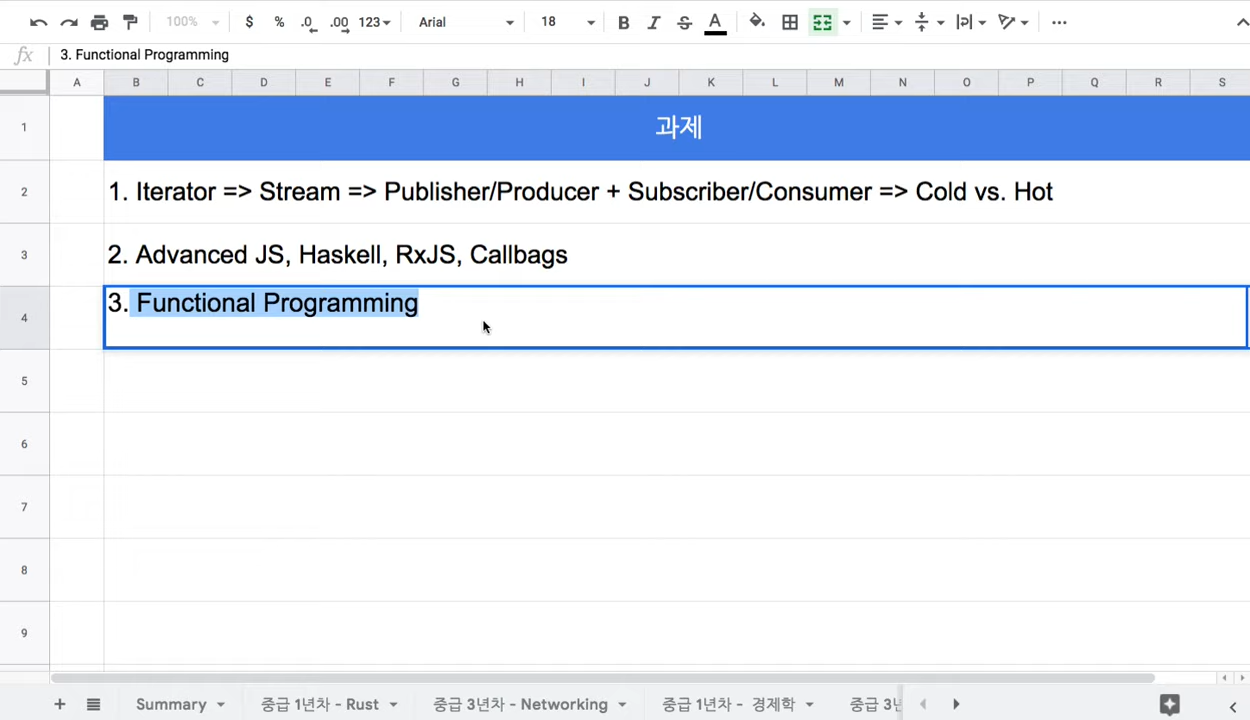 100% $ % .0 .00 123 Arial 18 B I S A
fx 3. Functional Programming
A B C D E F G H I J K L M N O P Q R S
1 과제
2 1. Iterator => Stream => Publisher/Producer + Subscriber/Consumer => Cold vs. Hot
3 2. Advanced JS, Haskell, RxJS, Callbags
4 3. Functional Programming
5
6
7
8
9
+ Summary 중급 1년차 - Rust 중급 3년차 - Networking 중급 1년차 - 경제학 중급 3년